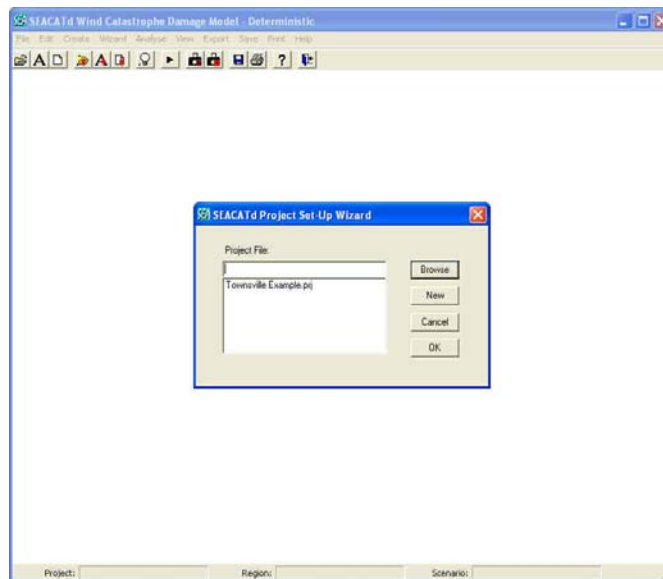 SEACATd Wind Catastrophe Damage Model - Deterministic
File Edit Create Wizard Analyse View Export Save Print Help
SEACATd Project Set-Up Wizard
Project File:
Browse
Townsville Example.prj
New
Cancel
OK
Project: Region: Scenario: